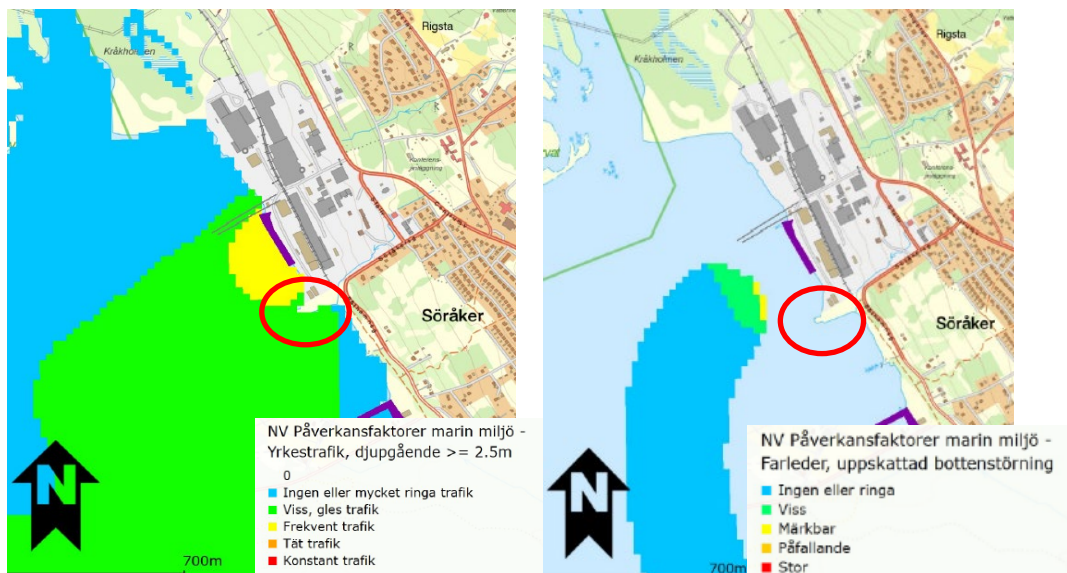 Rigsta
Kråkholmen
Söråker
NV Påverkansfaktorer marin miljö -
Yrkestrafik, djupgående >= 2.5m
0
Ingen eller mycket ringa trafik
Viss, gles trafik
Frekvent trafik
Tät trafik
Konstant trafik
N
700m
Rigsta
Kråkholmen
Söråker
NV Påverkansfaktorer marin miljö -
Farleder, uppskattad bottenstörning
Ingen eller ringa
Viss
Märkbar
Påfallande
Stor
N
700m